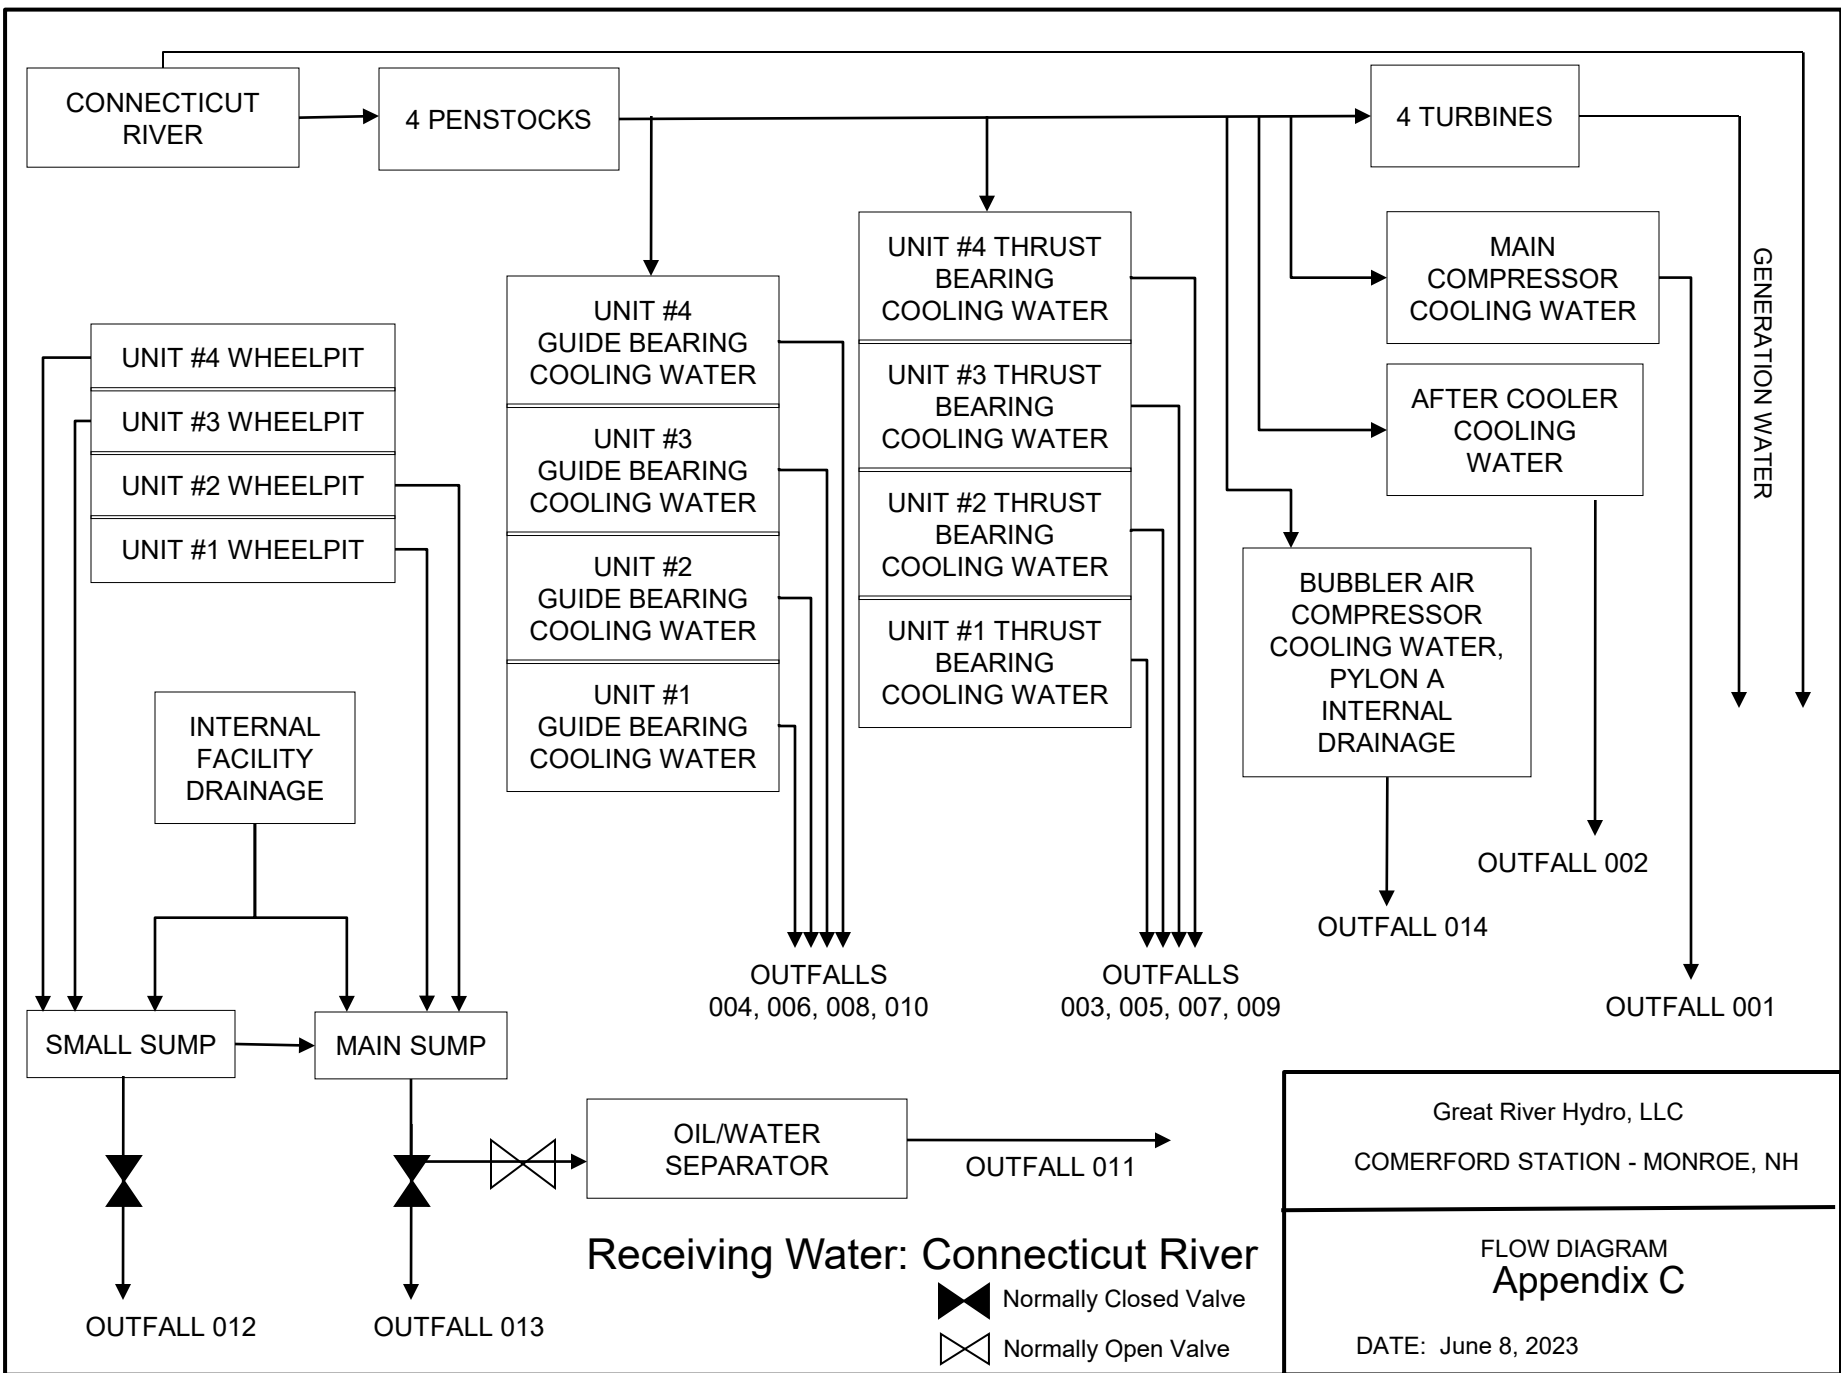 CONNECTICUT
RIVER
4 PENSTOCKS
4 TURBINES
GENERATION WATER
UNIT #4 WHEELPIT
UNIT #3 WHEELPIT
UNIT #2 WHEELPIT
UNIT #1 WHEELPIT
UNIT #4
GUIDE BEARING
COOLING WATER
UNIT #3
GUIDE BEARING
COOLING WATER
UNIT #2
GUIDE BEARING
COOLING WATER
UNIT #1
GUIDE BEARING
COOLING WATER
UNIT #4 THRUST
BEARING
COOLING WATER
UNIT #3 THRUST
BEARING
COOLING WATER
UNIT #2 THRUST
BEARING
COOLING WATER
UNIT #1 THRUST
BEARING
COOLING WATER
MAIN
COMPRESSOR
COOLING WATER
AFTER COOLER
COOLING
WATER
BUBBLER AIR
COMPRESSOR
COOLING WATER,
PYLON A
INTERNAL
DRAINAGE
INTERNAL
FACILITY
DRAINAGE
OUTFALL 002
OUTFALL 014
OUTFALLS
004, 006, 008, 010
OUTFALLS
003, 005, 007, 009
OUTFALL 001
SMALL SUMP
MAIN SUMP
OIL/WATER
SEPARATOR
OUTFALL 011
OUTFALL 012
OUTFALL 013
Receiving Water: Connecticut River
Normally Closed Valve
Normally Open Valve
Great River Hydro, LLC
COMERFORD STATION - MONROE, NH
FLOW DIAGRAM
Appendix C
DATE: June 8, 2023